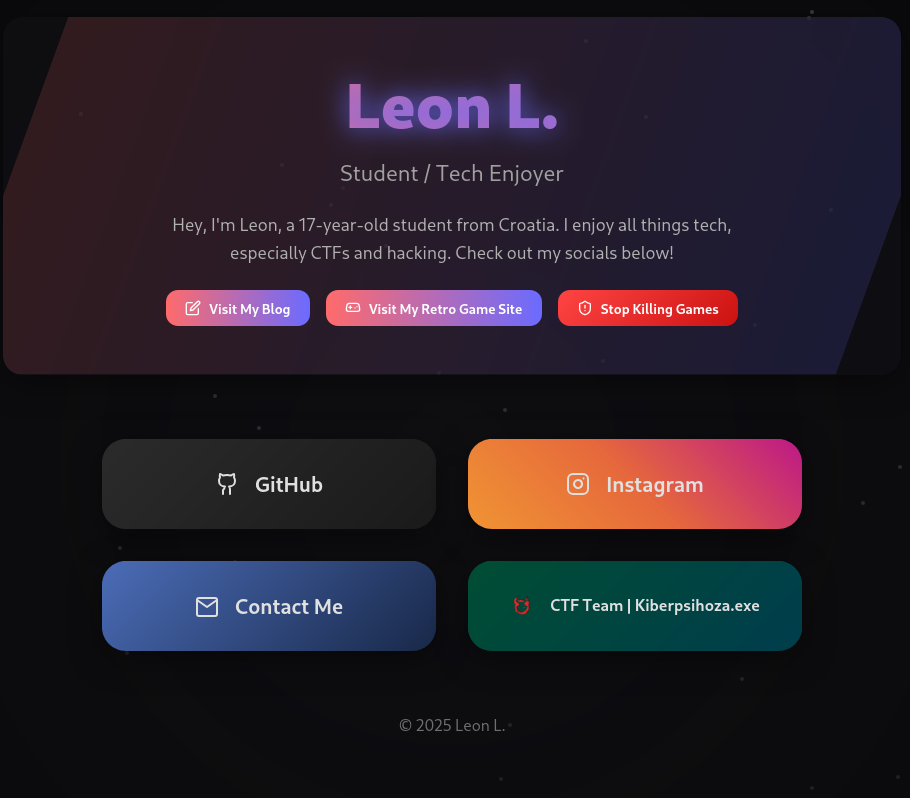 Leon L.
Student / Tech Enjoyer
Hey, I'm Leon, a 17-year-old student from Croatia. I enjoy all things tech,
especially CTFs and hacking. Check out my socials below!
Visit My Blog
Visit My Retro Game Site
Stop Killing Games
GitHub
Instagram
Contact Me
CTF Team | Kiberpsihoza.exe
© 2025 Leon L.